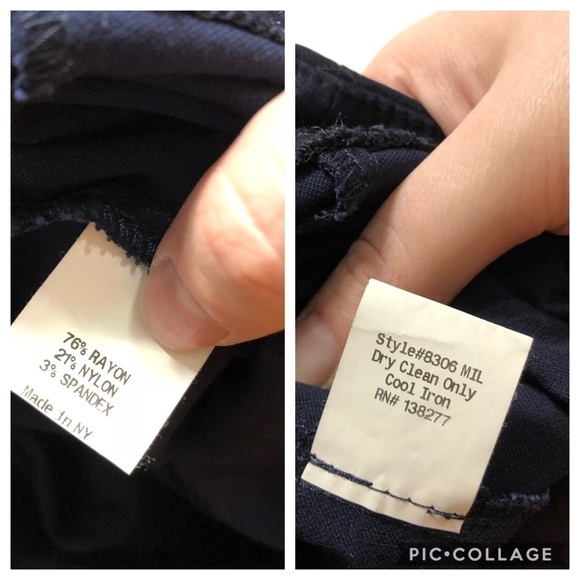 76% RAYON
21% NYLON
3% SPANDEX
Made in NY
Style#8306 MIL
Dry Clean Only
Cool Iron
RN# 138277
PIC•COLLAGE